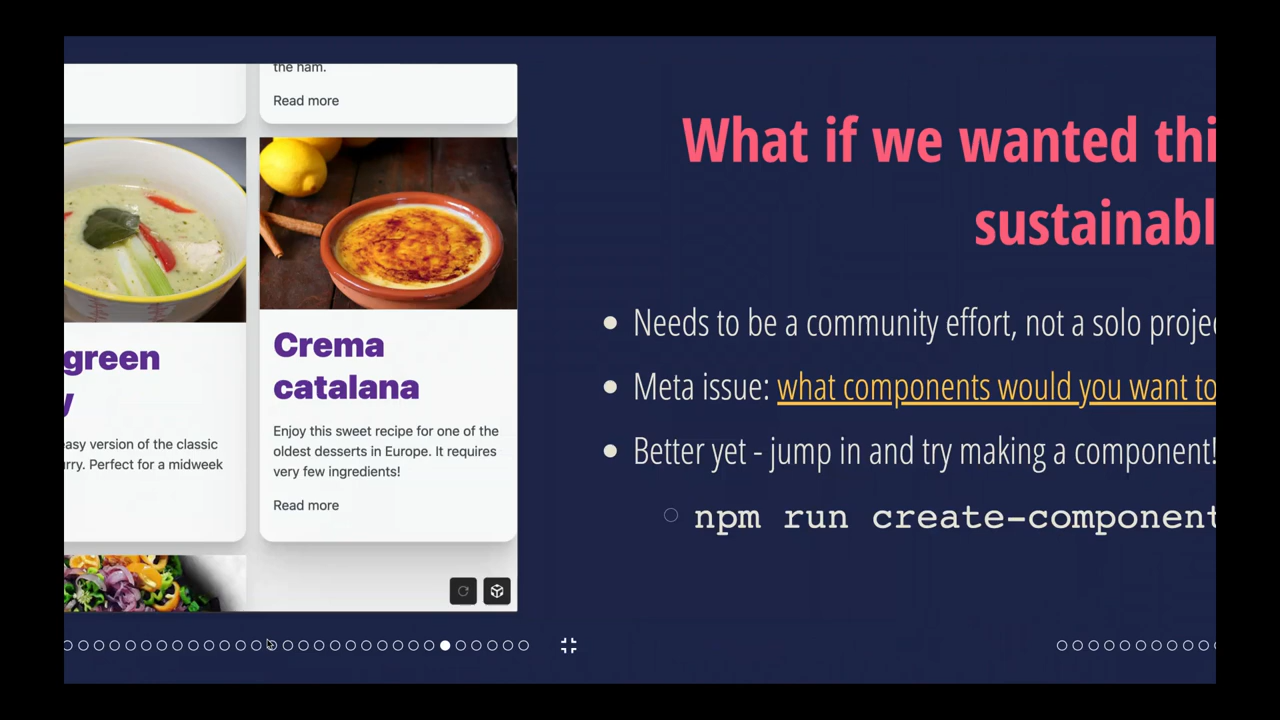 the ham.
Read more
green
y
easy version of the classic
urry. Perfect for a midweek
Crema
catalana
Enjoy this sweet recipe for one of the
oldest desserts in Europe. It requires
very few ingredients!
Read more
What if we wanted thi
sustainabl
Needs to be a community effort, not a solo projec
Meta issue: what components would you want to
Better yet - jump in and try making a component!
npm run create-component